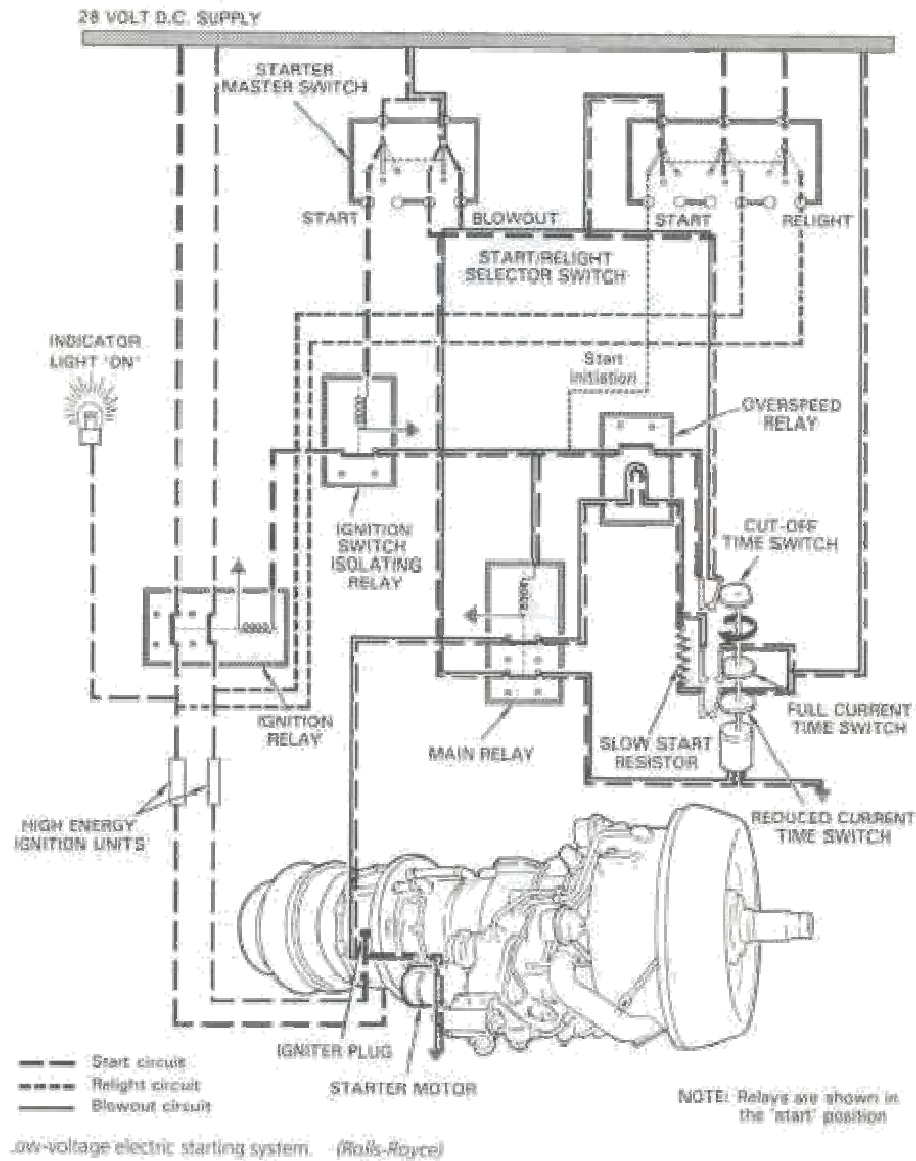 28 VOLT D.C. SUPPLY
STARTER
MASTER SWITCH
START
BLOWOUT
START
RELIGHT
START/RELIGHT
SELECTOR SWITCH
INDICATOR
LIGHT "ON"
Start
initiation
OVERSPEED
RELAY
IGNITION
SWITCH
ISOLATING
RELAY
CUT-OFF
TIME SWITCH
IGNITION
RELAY
MAIN RELAY
SLOW START
RESISTOR
FULL CURRENT
TIME SWITCH
HIGH ENERGY
IGNITION UNITS
REDUCED CURRENT
TIME SWITCH
IGNITER PLUG
STARTER MOTOR
Start circuit
Relight circuit
Blowout circuit
NOTE: Relays are shown in
the 'start' position
ow-voltage electric starting system. (Rolls-Royce)